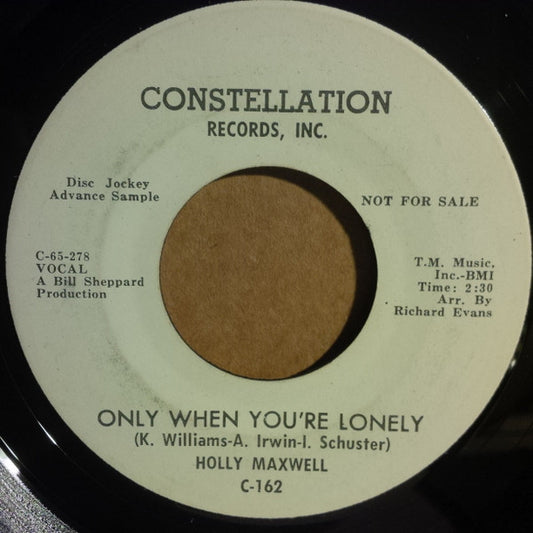 CONSTELLATION
RECORDS, INC.
Disc Jockey
Advance Sample
NOT FOR SALE
C-65-278
VOCAL
A Bill Sheppard
Production
T.M. Music,
Inc.-BMI
Time: 2:30
Arr. By
Richard Evans
ONLY WHEN YOU'RE LONELY
(K. Williams-A. Irwin-I. Schuster)
HOLLY MAXWELL
C-162